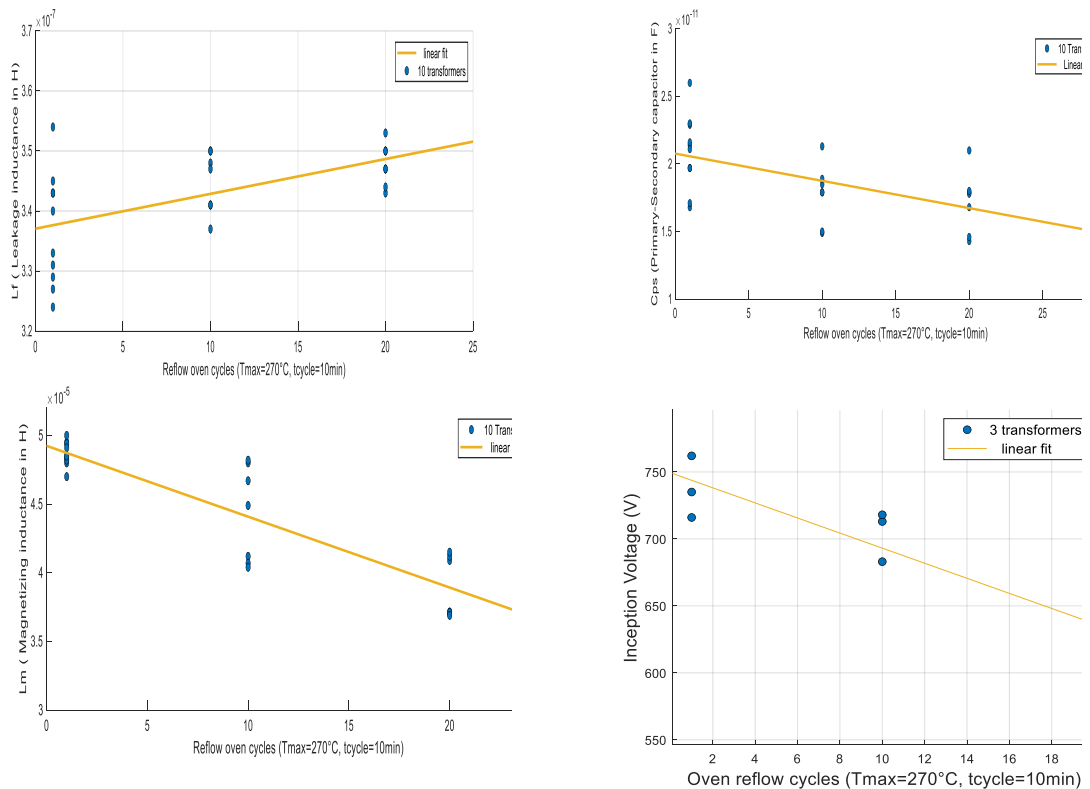 ×10⁻⁷
3.7
3.6
3.5
3.4
3.3
3.2
Lf ( Leakage inductance in H)
linear fit
10 transformers
0 5 10 15 20 25
Reflow oven cycles (Tmax=270°C, tcycle=10min)
×10⁻¹¹
3
2.5
2
1.5
1
Cps (Primary-Secondary capacitor in F)
10 Tran
Linear
0 5 10 15 20 25
Reflow oven cycles (Tmax=270°C, tcycle=10min)
×10⁻⁵
5
4.5
4
3.5
3
Lm ( Magnetizing inductance in H)
10 Trans
linear
0 5 10 15 20
Reflow oven cycles (Tmax=270°C, tcycle=10min)
750
700
650
600
550
Inception Voltage (V)
3 transformers
linear fit
2 4 6 8 10 12 14 16 18
Oven reflow cycles (Tmax=270°C, tcycle=10min)